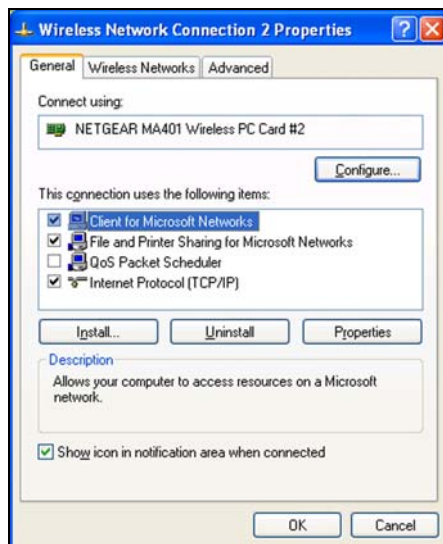 Wireless Network Connection 2 Properties
General Wireless Networks Advanced
Connect using:
NETGEAR MA401 Wireless PC Card #2
Configure...
This connection uses the following items:
Client for Microsoft Networks
File and Printer Sharing for Microsoft Networks
QoS Packet Scheduler
Internet Protocol (TCP/IP)
Install... Uninstall Properties
Description
Allows your computer to access resources on a Microsoft
network.
Show icon in notification area when connected
OK Cancel